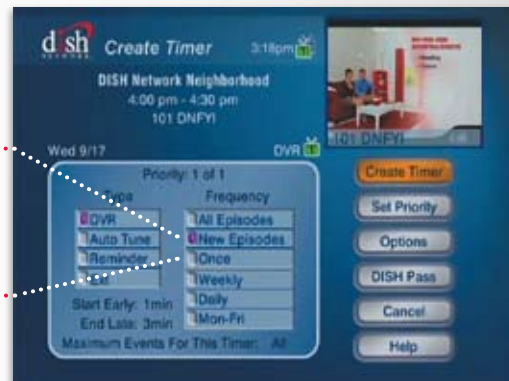 dish Create Timer 3:18pm
NETWORK
DISH Network Neighborhood
4:00 pm - 4:30 pm
101 DNFYI
101 DNFYI
Wed 9/17 DVR
Priority: 1 of 1
Type Frequency
DVR
Auto Tune
Reminder
All Episodes
New Episodes
Once
Weekly
Daily
Mon-Fri
Start Early: 1min
End Late: 3min
Maximum Events For This Timer: All
Create Timer
Set Priority
Options
DISH Pass
Cancel
Help